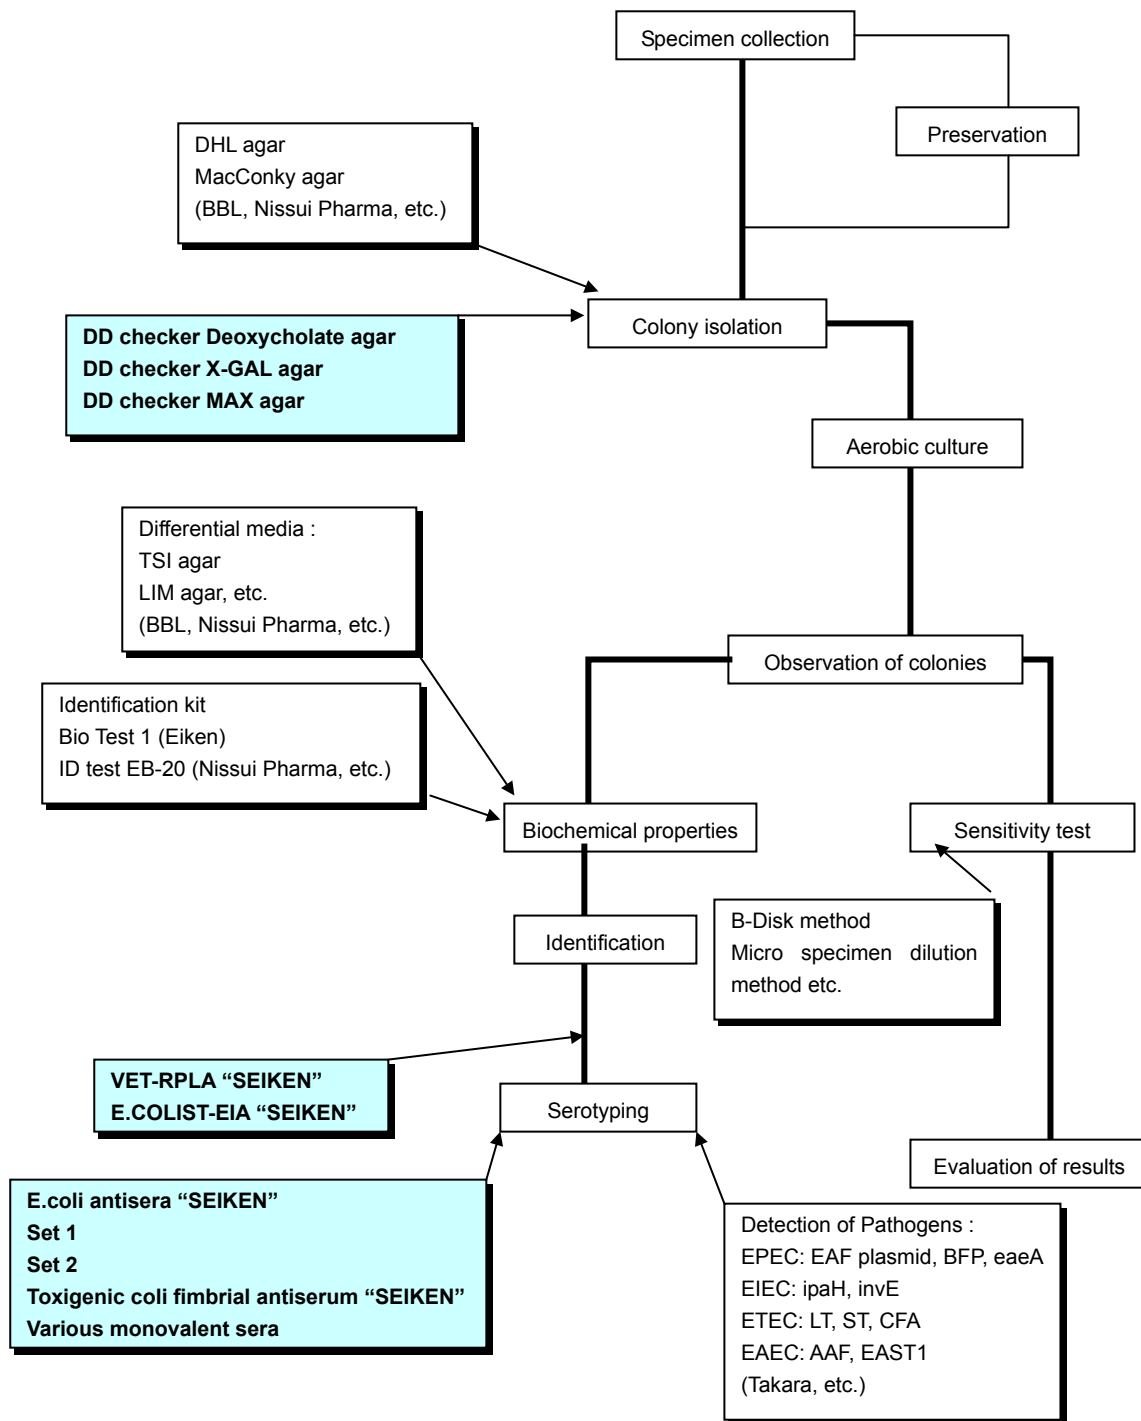 Specimen collection
Preservation
DHL agar
MacConky agar
(BBL, Nissui Pharma, etc.)
Colony isolation
DD checker Deoxycholate agar
DD checker X-GAL agar
DD checker MAX agar
Aerobic culture
Differential media :
TSI agar
LIM agar, etc.
(BBL, Nissui Pharma, etc.)
Observation of colonies
Identification kit
Bio Test 1 (Eiken)
ID test EB-20 (Nissui Pharma, etc.)
Biochemical properties
Sensitivity test
B-Disk method
Micro specimen dilution
method etc.
Identification
VET-RPLA “SEIKEN”
E.COLIST-EIA “SEIKEN”
Serotyping
Evaluation of results
E.coli antisera “SEIKEN”
Set 1
Set 2
Toxigenic coli fimbrial antiserum “SEIKEN”
Various monovalent sera
Detection of Pathogens :
EPEC: EAF plasmid, BFP, eaeA
EIEC: ipaH, invE
ETEC: LT, ST, CFA
EAEC: AAF, EAST1
(Takara, etc.)